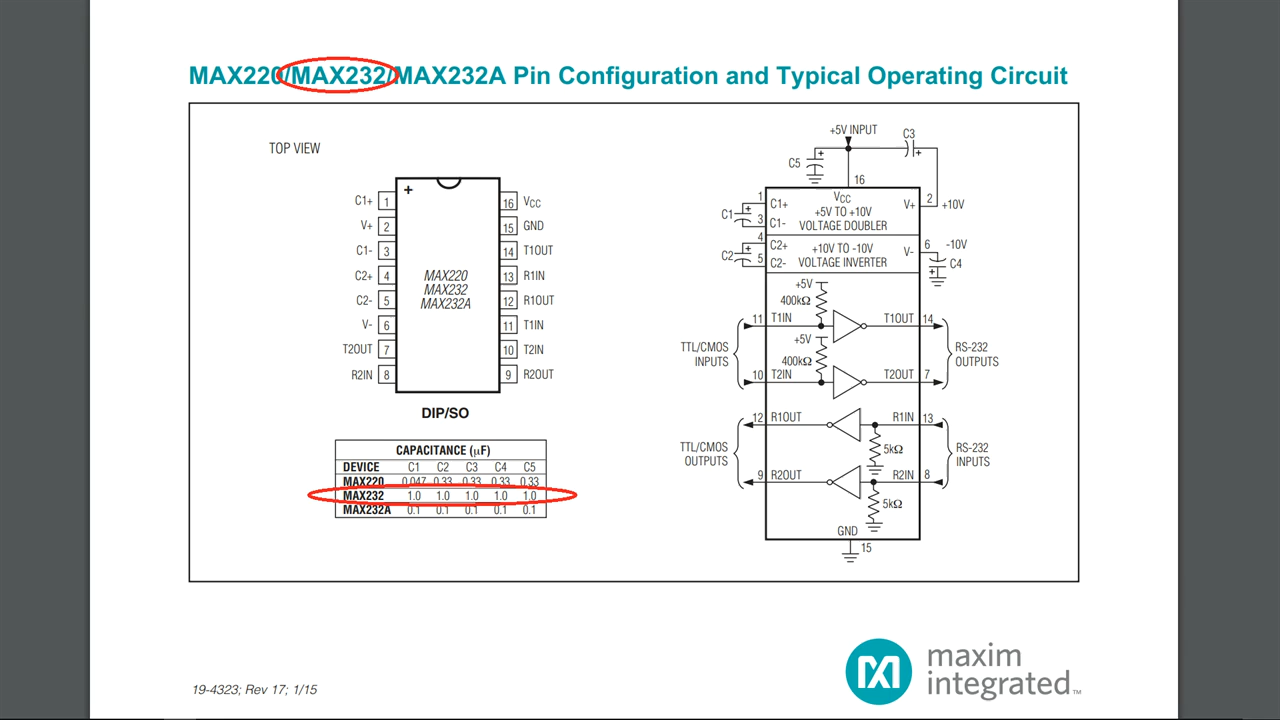 MAX220/MAX232/MAX232A Pin Configuration and Typical Operating Circuit
TOP VIEW
+
C1+ 1
V+ 2
C1- 3
C2+ 4
C2- 5
V- 6
T2OUT 7
R2IN 8
MAX220
MAX232
MAX232A
16 VCC
15 GND
14 T1OUT
13 R1IN
12 R1OUT
11 T1IN
10 T2IN
9 R2OUT
DIP/SO
CAPACITANCE (µF)
DEVICE C1 C2 C3 C4 C5
MAX220 0.047 0.33 0.33 0.33 0.33
MAX232 1.0 1.0 1.0 1.0 1.0
MAX232A 0.1 0.1 0.1 0.1 0.1
+5V INPUT
C3
+
C5
+
16
1
C1+
VCC
V+
2
+10V
C1
+
3
C1-
+5V TO +10V
VOLTAGE DOUBLER
4
C2+
C2
+
5
C2-
+10V TO -10V
VOLTAGE INVERTER
V-
6
-10V
C4
+
+5V
400kΩ
11
T1IN
T1OUT
14
+5V
400kΩ
TTL/CMOS
INPUTS
10
T2IN
T2OUT
7
RS-232
OUTPUTS
12
R1OUT
R1IN
13
5kΩ
TTL/CMOS
OUTPUTS
9
R2OUT
R2IN
8
RS-232
INPUTS
5kΩ
GND
15
19-4323; Rev 17; 1/15
maxim
integrated™